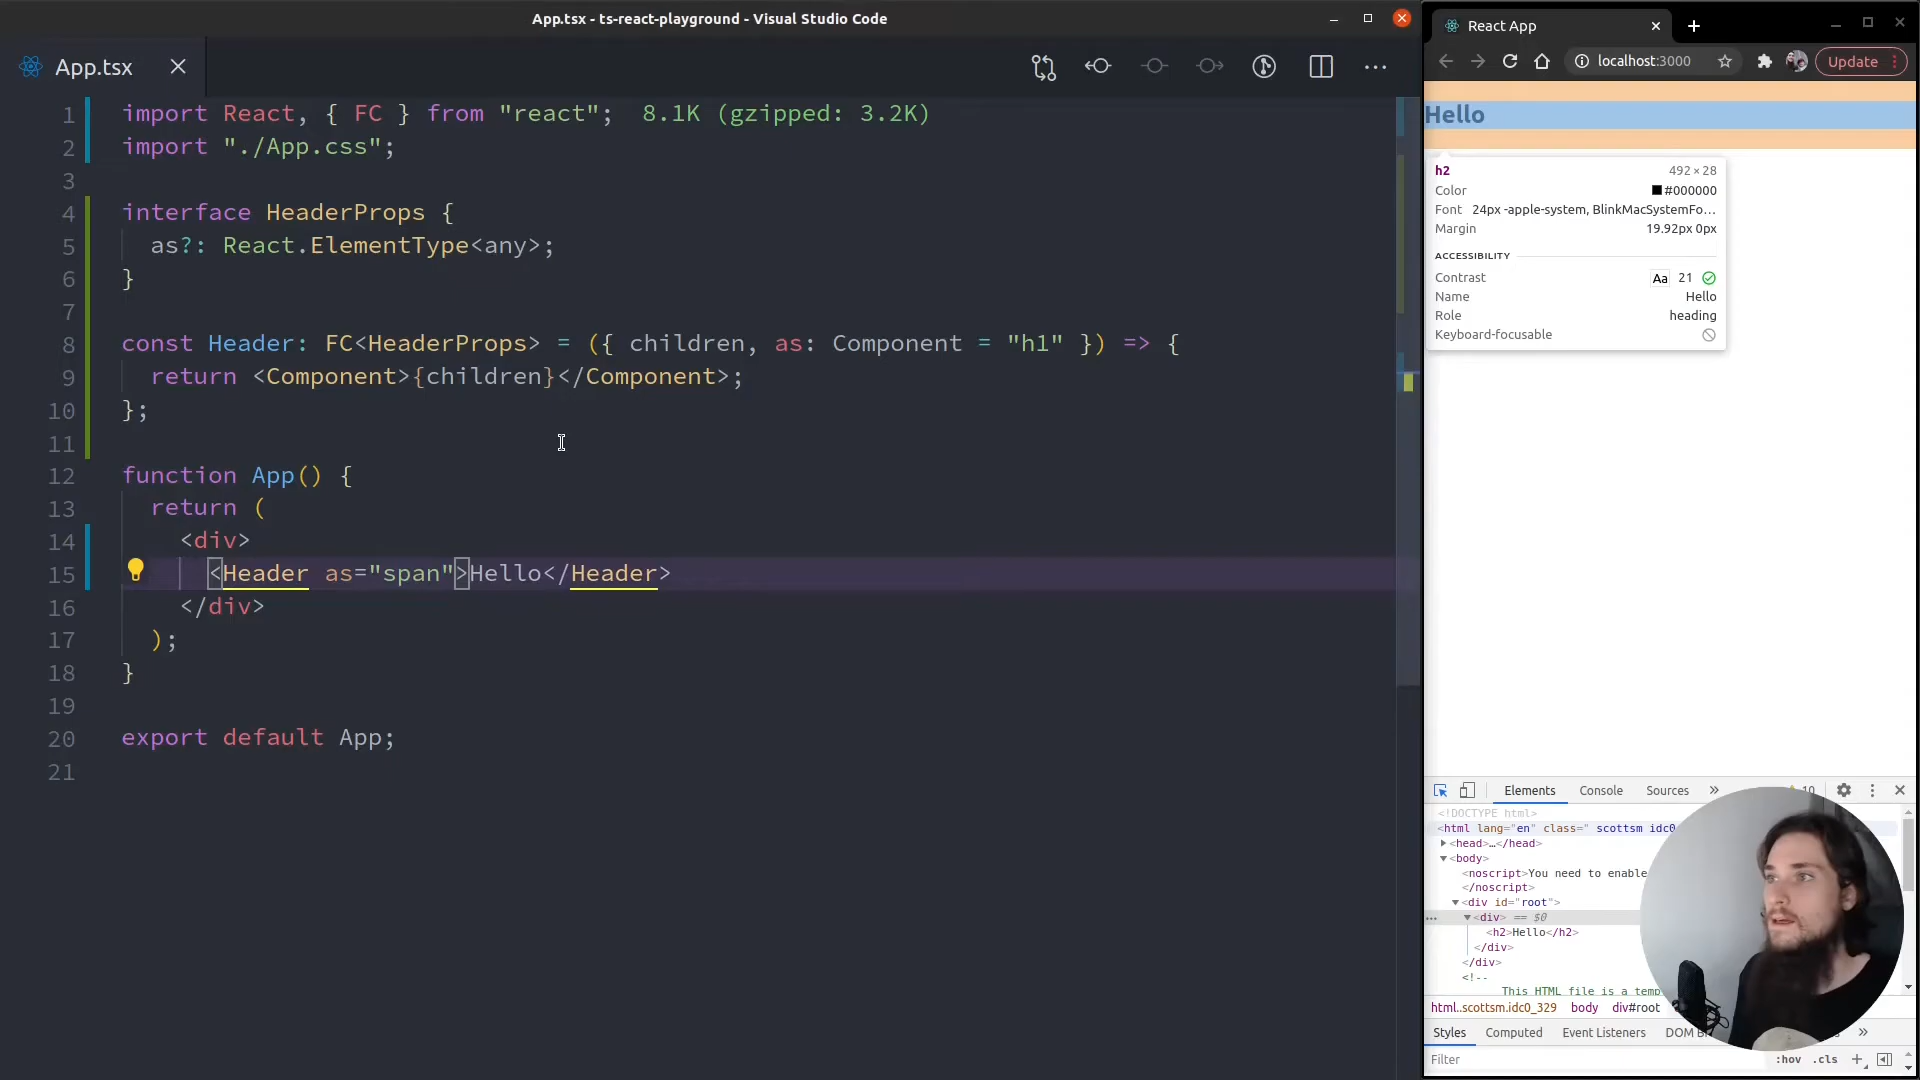 App.tsx - ts-react-playground - Visual Studio Code
App.tsx
1 import React, { FC } from "react"; 8.1K (gzipped: 3.2K)
2 import "./App.css";
3
4 interface HeaderProps {
5 as?: React.ElementType<any>;
6 }
7
8 const Header: FC<HeaderProps> = ({ children, as: Component = "h1" }) => {
9 return <Component>{children}</Component>;
10 };
11
12 function App() {
13 return (
14 <div>
15 <Header as="span">Hello</Header>
16 </div>
17 );
18 }
19
20 export default App;
21
React App
localhost:3000
Update
Hello
h2 492 × 28
Color #000000
Font 24px -apple-system, BlinkMacSystemFo...
Margin 19.92px 0px
ACCESSIBILITY
Contrast Aa 21
Name Hello
Role heading
Keyboard-focusable
Elements Console Sources » 10
<!DOCTYPE html>
<html lang="en" class=" scottsm idc0
<head>…</head>
<body>
<noscript>You need to enable
</noscript>
<div id="root">
… <div> == $0
<h2>Hello</h2>
</div>
</div>
<!--
This HTML file is a temp
html..scottsm.idc0_329 body div#root
Styles Computed Event Listeners DOM B »
Filter :hov .cls +